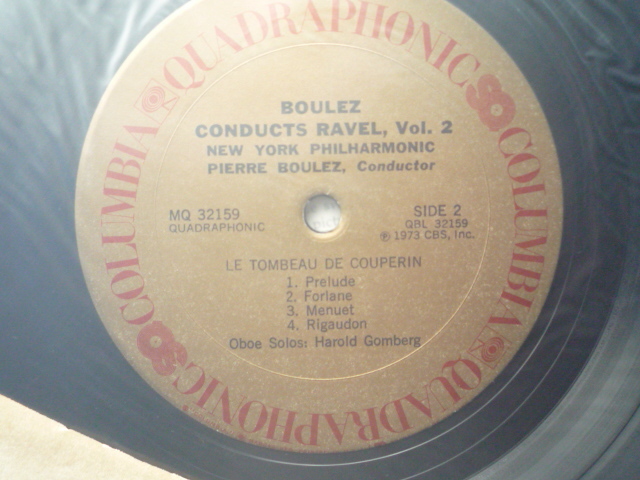 QUADRAPHONIC
COLUMBIA
QUADRAPHONIC
COLUMBIA
BOULEZ
CONDUCTS RAVEL, Vol. 2
NEW YORK PHILHARMONIC
PIERRE BOULEZ, Conductor
MQ 32159
QUADRAPHONIC
SIDE 2
QBL 32159
℗ 1973 CBS, Inc.
LE TOMBEAU DE COUPERIN
1. Prelude
2. Forlane
3. Menuet
4. Rigaudon
Oboe Solos: Harold Gomberg